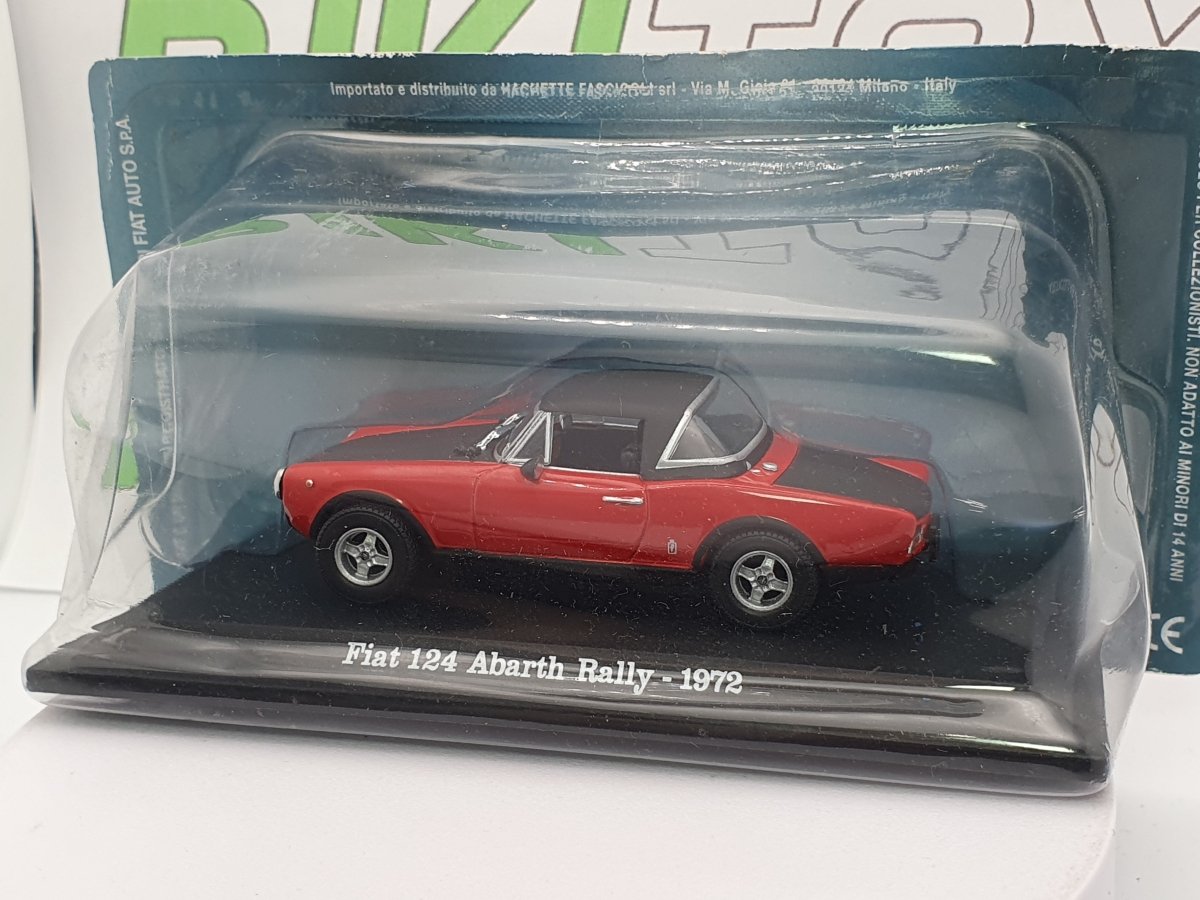 Importato e distribuito da HACHETTE FASCICOLI srl - Via M. Gioia 20124 Milano - Italy
FIAT AUTO S.P.A.
COLLEZIONISTI. NON ADATTO AI MINORI DI 14 ANNI
CE
Fiat 124 Abarth Rally - 1972